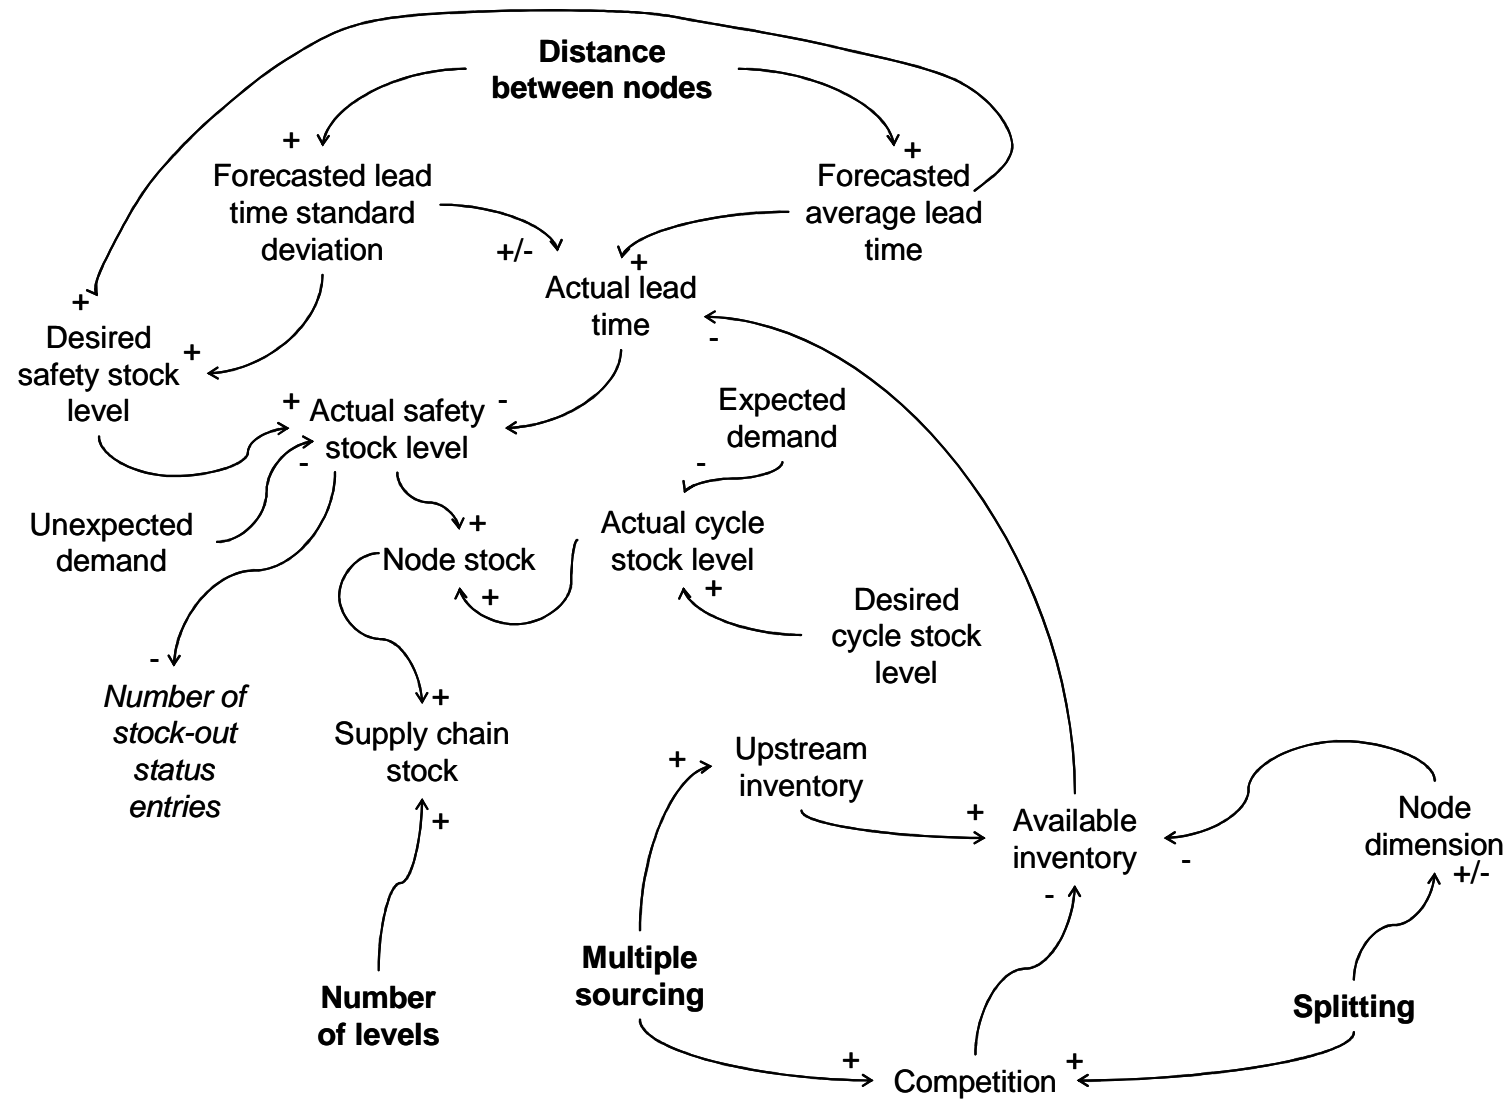 Distance
between nodes
+
+
Forecasted lead
time standard
deviation
Forecasted
average lead
time
+/-
+
Actual lead
time
-
+
Desired
safety stock
level
+
+
Actual safety
stock level
-
-
Expected
demand
-
Unexpected
demand
+
Node stock
+
Actual cycle
stock level
+
Desired
cycle stock
level
-
Number of
stock-out
status
entries
+
Supply chain
stock
+
+
Upstream
inventory
+
Available
inventory
-
-
Node
dimension
+/-
Number
of levels
Multiple
sourcing
Splitting
+
Competition
+